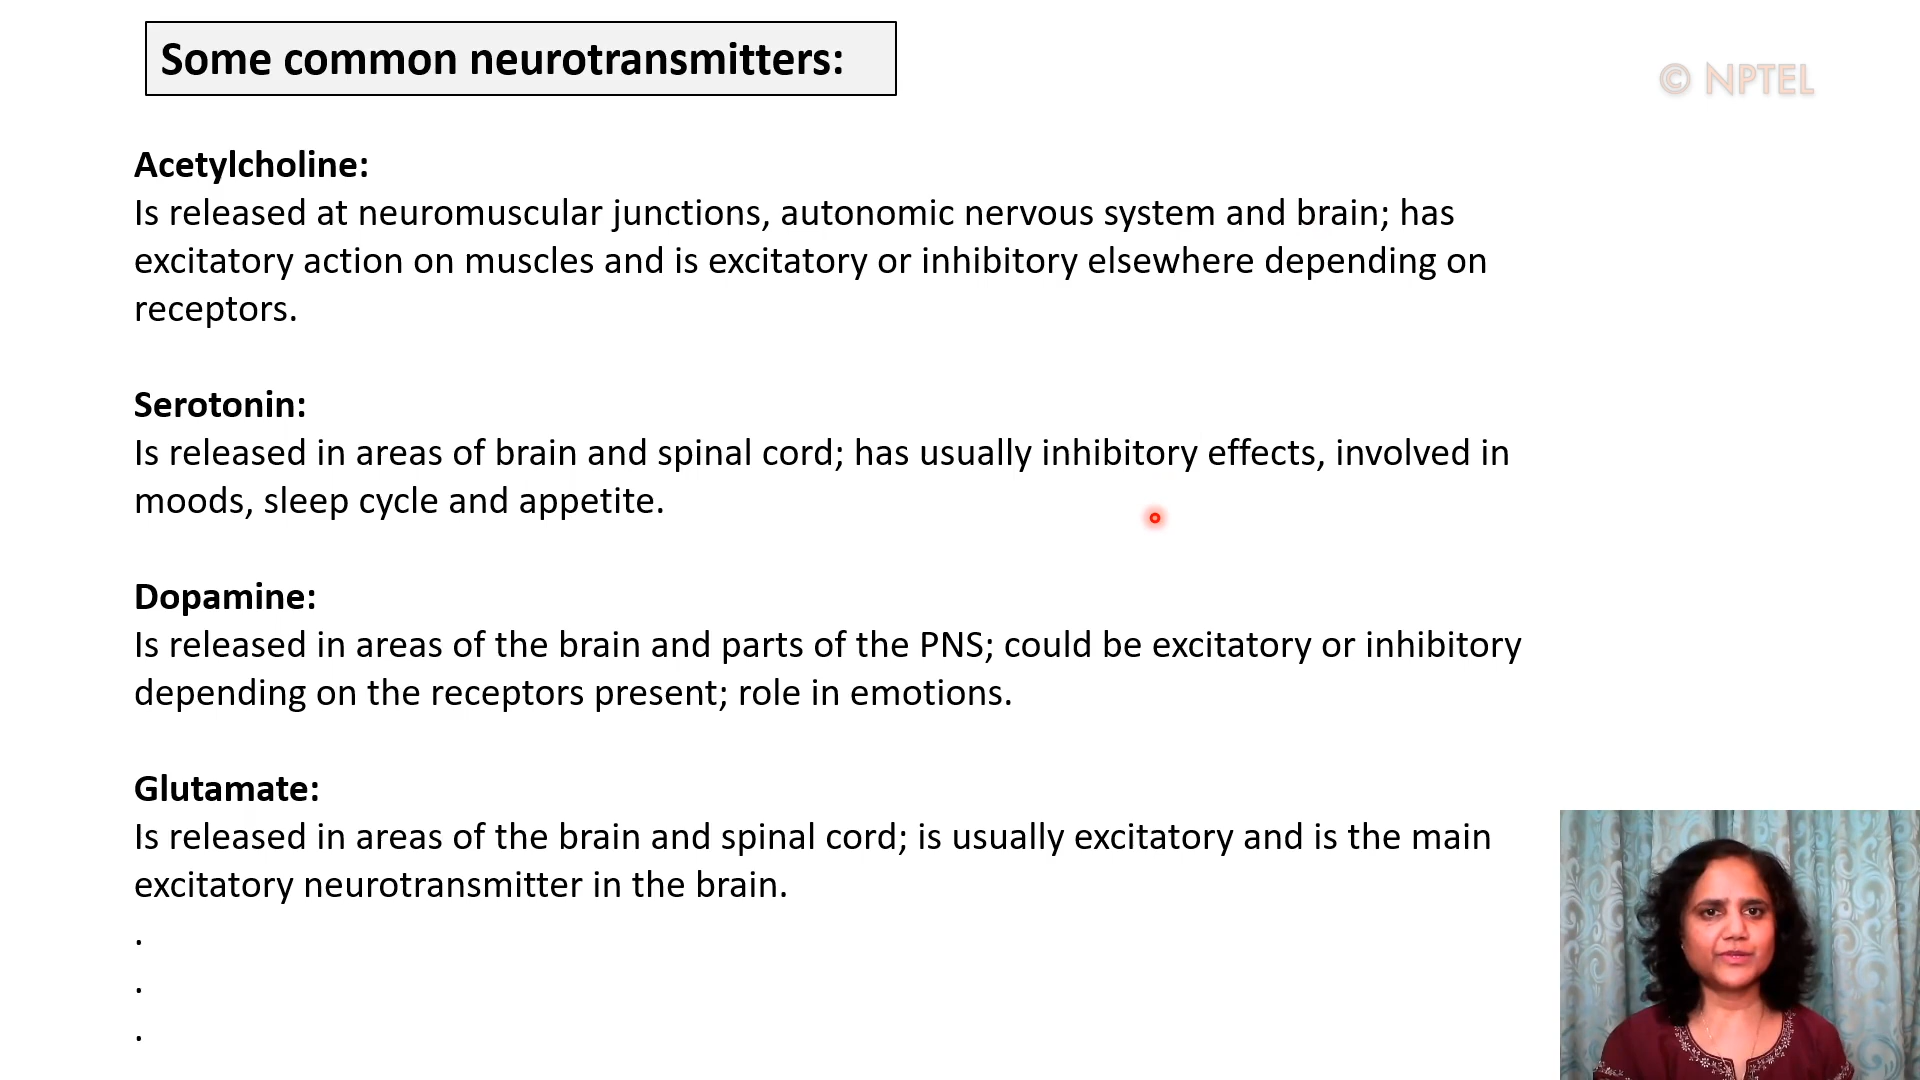 Some common neurotransmitters:
© NPTEL
Acetylcholine:
Is released at neuromuscular junctions, autonomic nervous system and brain; has
excitatory action on muscles and is excitatory or inhibitory elsewhere depending on
receptors.
Serotonin:
Is released in areas of brain and spinal cord; has usually inhibitory effects, involved in
moods, sleep cycle and appetite.
Dopamine:
Is released in areas of the brain and parts of the PNS; could be excitatory or inhibitory
depending on the receptors present; role in emotions.
Glutamate:
Is released in areas of the brain and spinal cord; is usually excitatory and is the main
excitatory neurotransmitter in the brain.
.
.
.